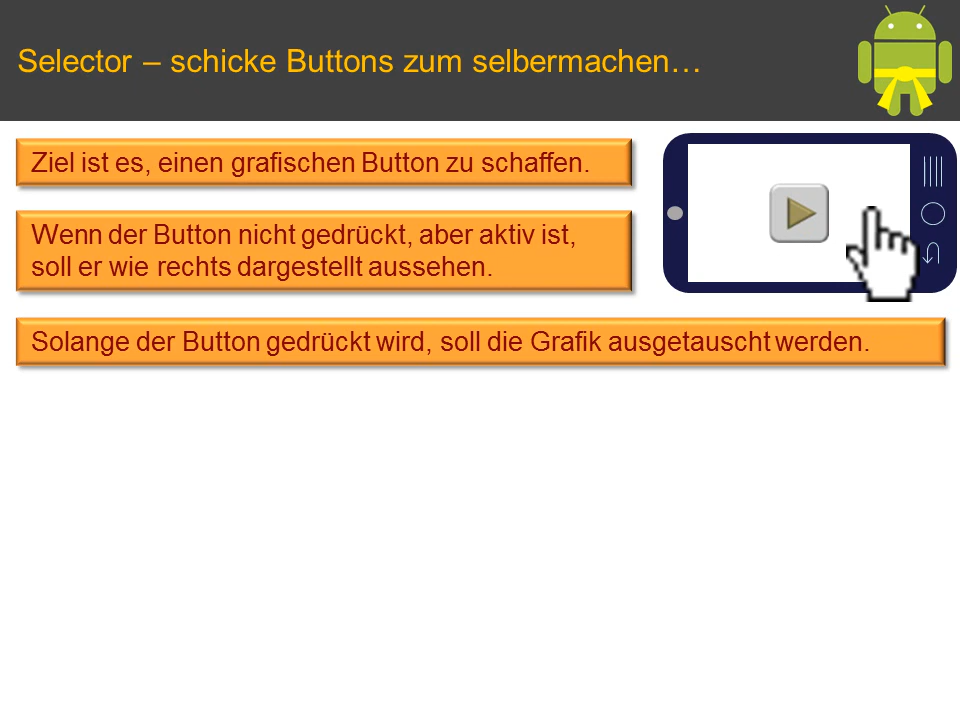 Selector – schicke Buttons zum selbermachen…
Ziel ist es, einen grafischen Button zu schaffen.
Wenn der Button nicht gedrückt, aber aktiv ist,
soll er wie rechts dargestellt aussehen.
Solange der Button gedrückt wird, soll die Grafik ausgetauscht werden.